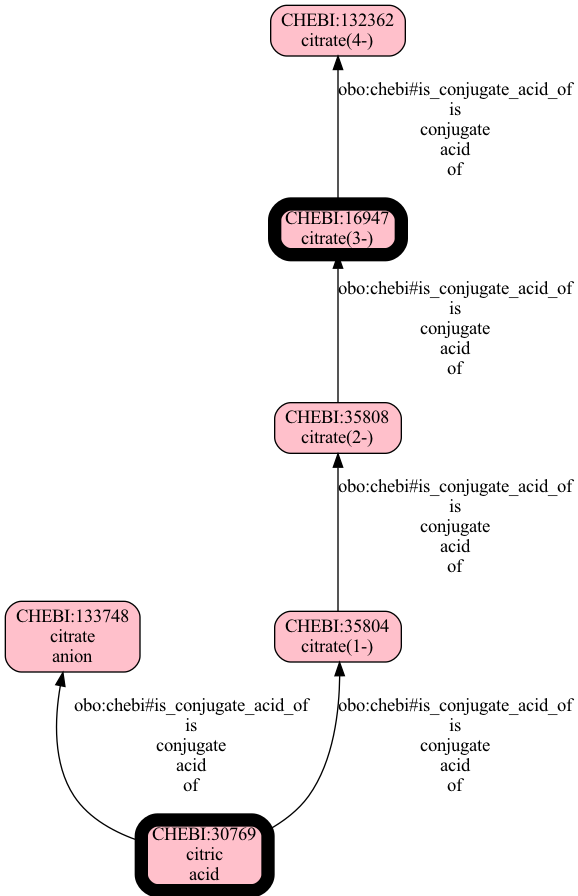 CHEBI:132362
citrate(4-)
obo:chebi#is_conjugate_acid_of
is
conjugate
acid
of
CHEBI:16947
citrate(3-)
obo:chebi#is_conjugate_acid_of
is
conjugate
acid
of
CHEBI:35808
citrate(2-)
obo:chebi#is_conjugate_acid_of
is
conjugate
acid
of
CHEBI:133748
citrate
anion
CHEBI:35804
citrate(1-)
obo:chebi#is_conjugate_acid_of
is
conjugate
acid
of
obo:chebi#is_conjugate_acid_of
is
conjugate
acid
of
CHEBI:30769
citric
acid